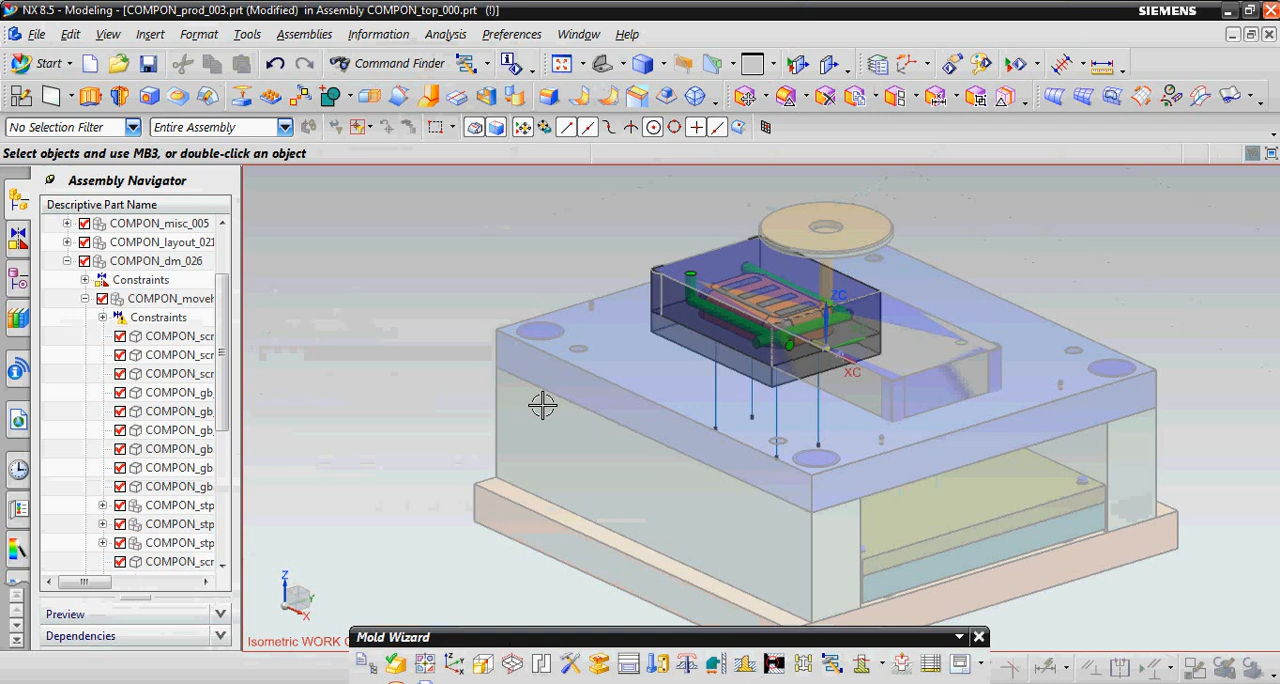 NX 8.5 - Modeling - [COMPON_prod_003.prt (Modified) in Assembly COMPON_top_000.prt (!)]
SIEMENS
File Edit View Insert Format Tools Assemblies Information Analysis Preferences Window Help
Start
Command Finder
No Selection Filter
Entire Assembly
Select objects and use MB3, or double-click an object
Assembly Navigator
Descriptive Part Name
COMPON_misc_005
COMPON_layout_021
COMPON_dm_026
Constraints
COMPON_moveh
Constraints
COMPON_scr
COMPON_scr
COMPON_scr
COMPON_gb
COMPON_gb
COMPON_gb
COMPON_gb
COMPON_gb
COMPON_gb
COMPON_stp
COMPON_stp
COMPON_stp
COMPON_scr
Preview
Dependencies
ZC
XC
Z
X
Isometric WORK
Mold Wizard